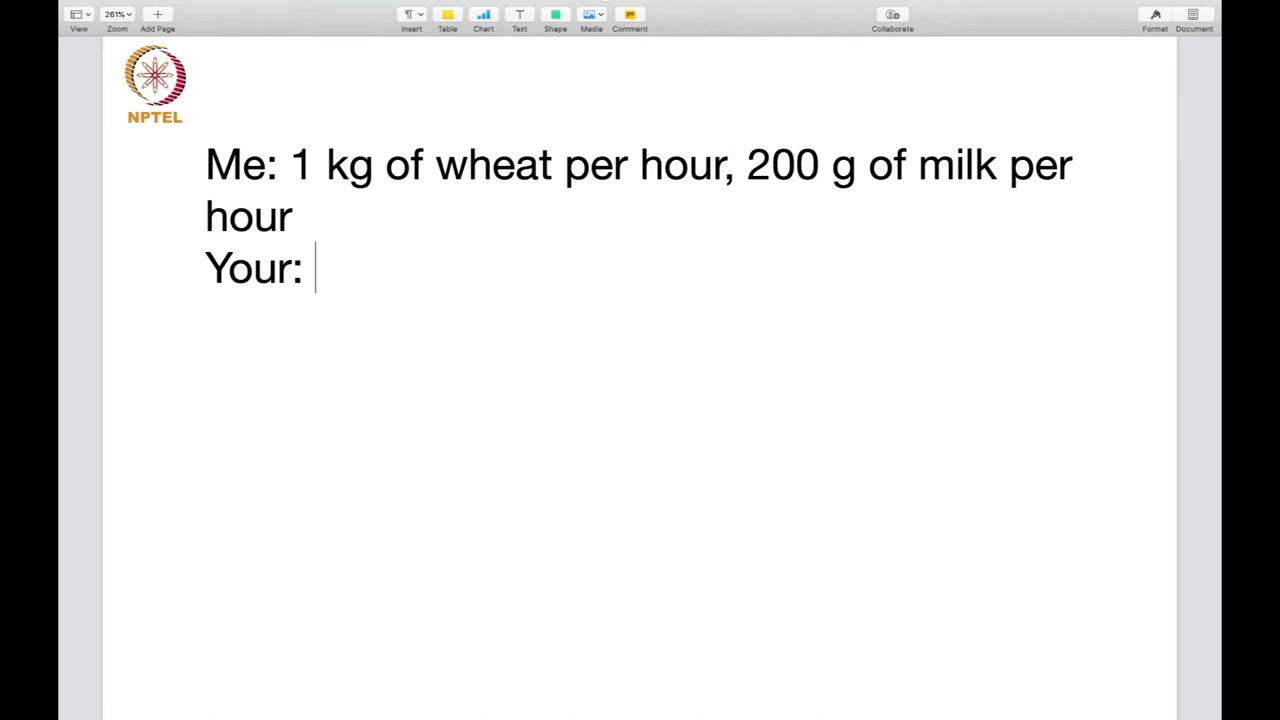 View
Zoom
Add Page
261%
Insert
Table
Chart
Text
Shape
Media
Comment
Collaborate
Format
Document
NPTEL
Me: 1 kg of wheat per hour, 200 g of milk per
hour
Your: